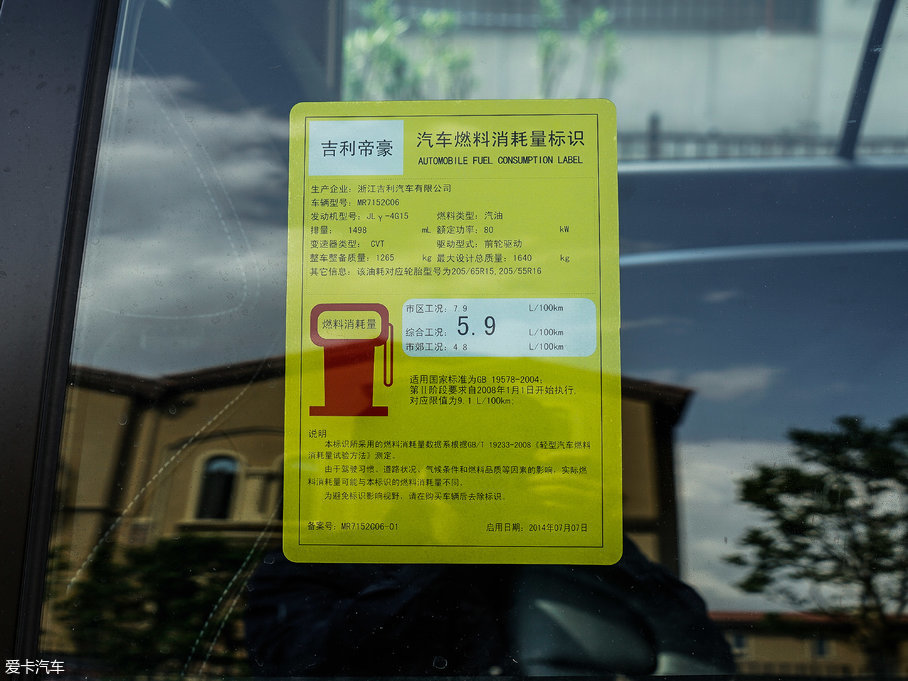 吉利帝豪
汽车燃料消耗量标识
AUTOMOBILE FUEL CONSUMPTION LABEL
生产企业: 浙江吉利汽车有限公司
车辆型号: MR7152C06
发动机型号: JLγ-4G15 燃料类型: 汽油
排量: 1498 mL 额定功率: 80 kW
变速器类型: CVT 驱动型式: 前轮驱动
整车整备质量: 1265 kg 最大设计总质量: 1640 kg
其它信息: 该油耗对应轮胎型号为205/65R15, 205/55R16
燃料消耗量
市区工况: 7.9 L/100km
综合工况: 5.9 L/100km
市郊工况: 4.8 L/100km
适用国家标准为GB 19578-2004;
第Ⅱ阶段要求自2008年1月1日开始执行,
对应限值为9.1 L/100km;
说明
本标识所采用的燃料消耗量数据系根据GB/T 19233-2008《轻型汽车燃料
消耗量试验方法》测定。
由于驾驶习惯、道路状况、气候条件和燃料品质等因素的影响, 实际燃
料消耗量可能与本标识的燃料消耗量不同。
为避免标识影响视野, 请在购买车辆后去除标识。
备案号: MR7152C06-01 启用日期: 2014年07月07日
爱卡汽车